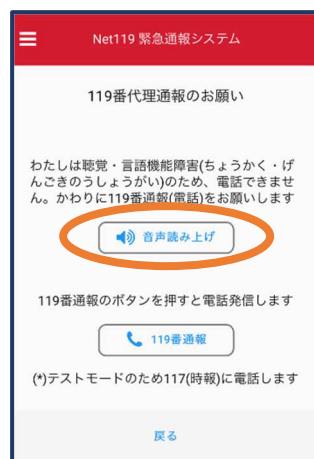 Net119 緊急通報システム
119番代理通報のお願い
わたしは聴覚・言語機能障害(ちょうかく・げ
んごきのうしょうがい)のため、電話できませ
ん。かわりに119番通報(電話)をお願いします
音声読み上げ
119番通報のボタンを押すと電話発信します
119番通報
(*)テストモードのため117(時報)に電話します
戻る